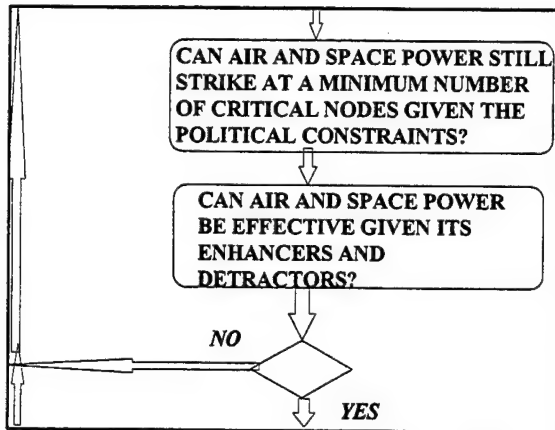 CAN AIR AND SPACE POWER STILL
STRIKE AT A MINIMUM NUMBER
OF CRITICAL NODES GIVEN THE
POLITICAL CONSTRAINTS?
CAN AIR AND SPACE POWER
BE EFFECTIVE GIVEN ITS
ENHANCERS AND
DETRACTORS?
NO
YES